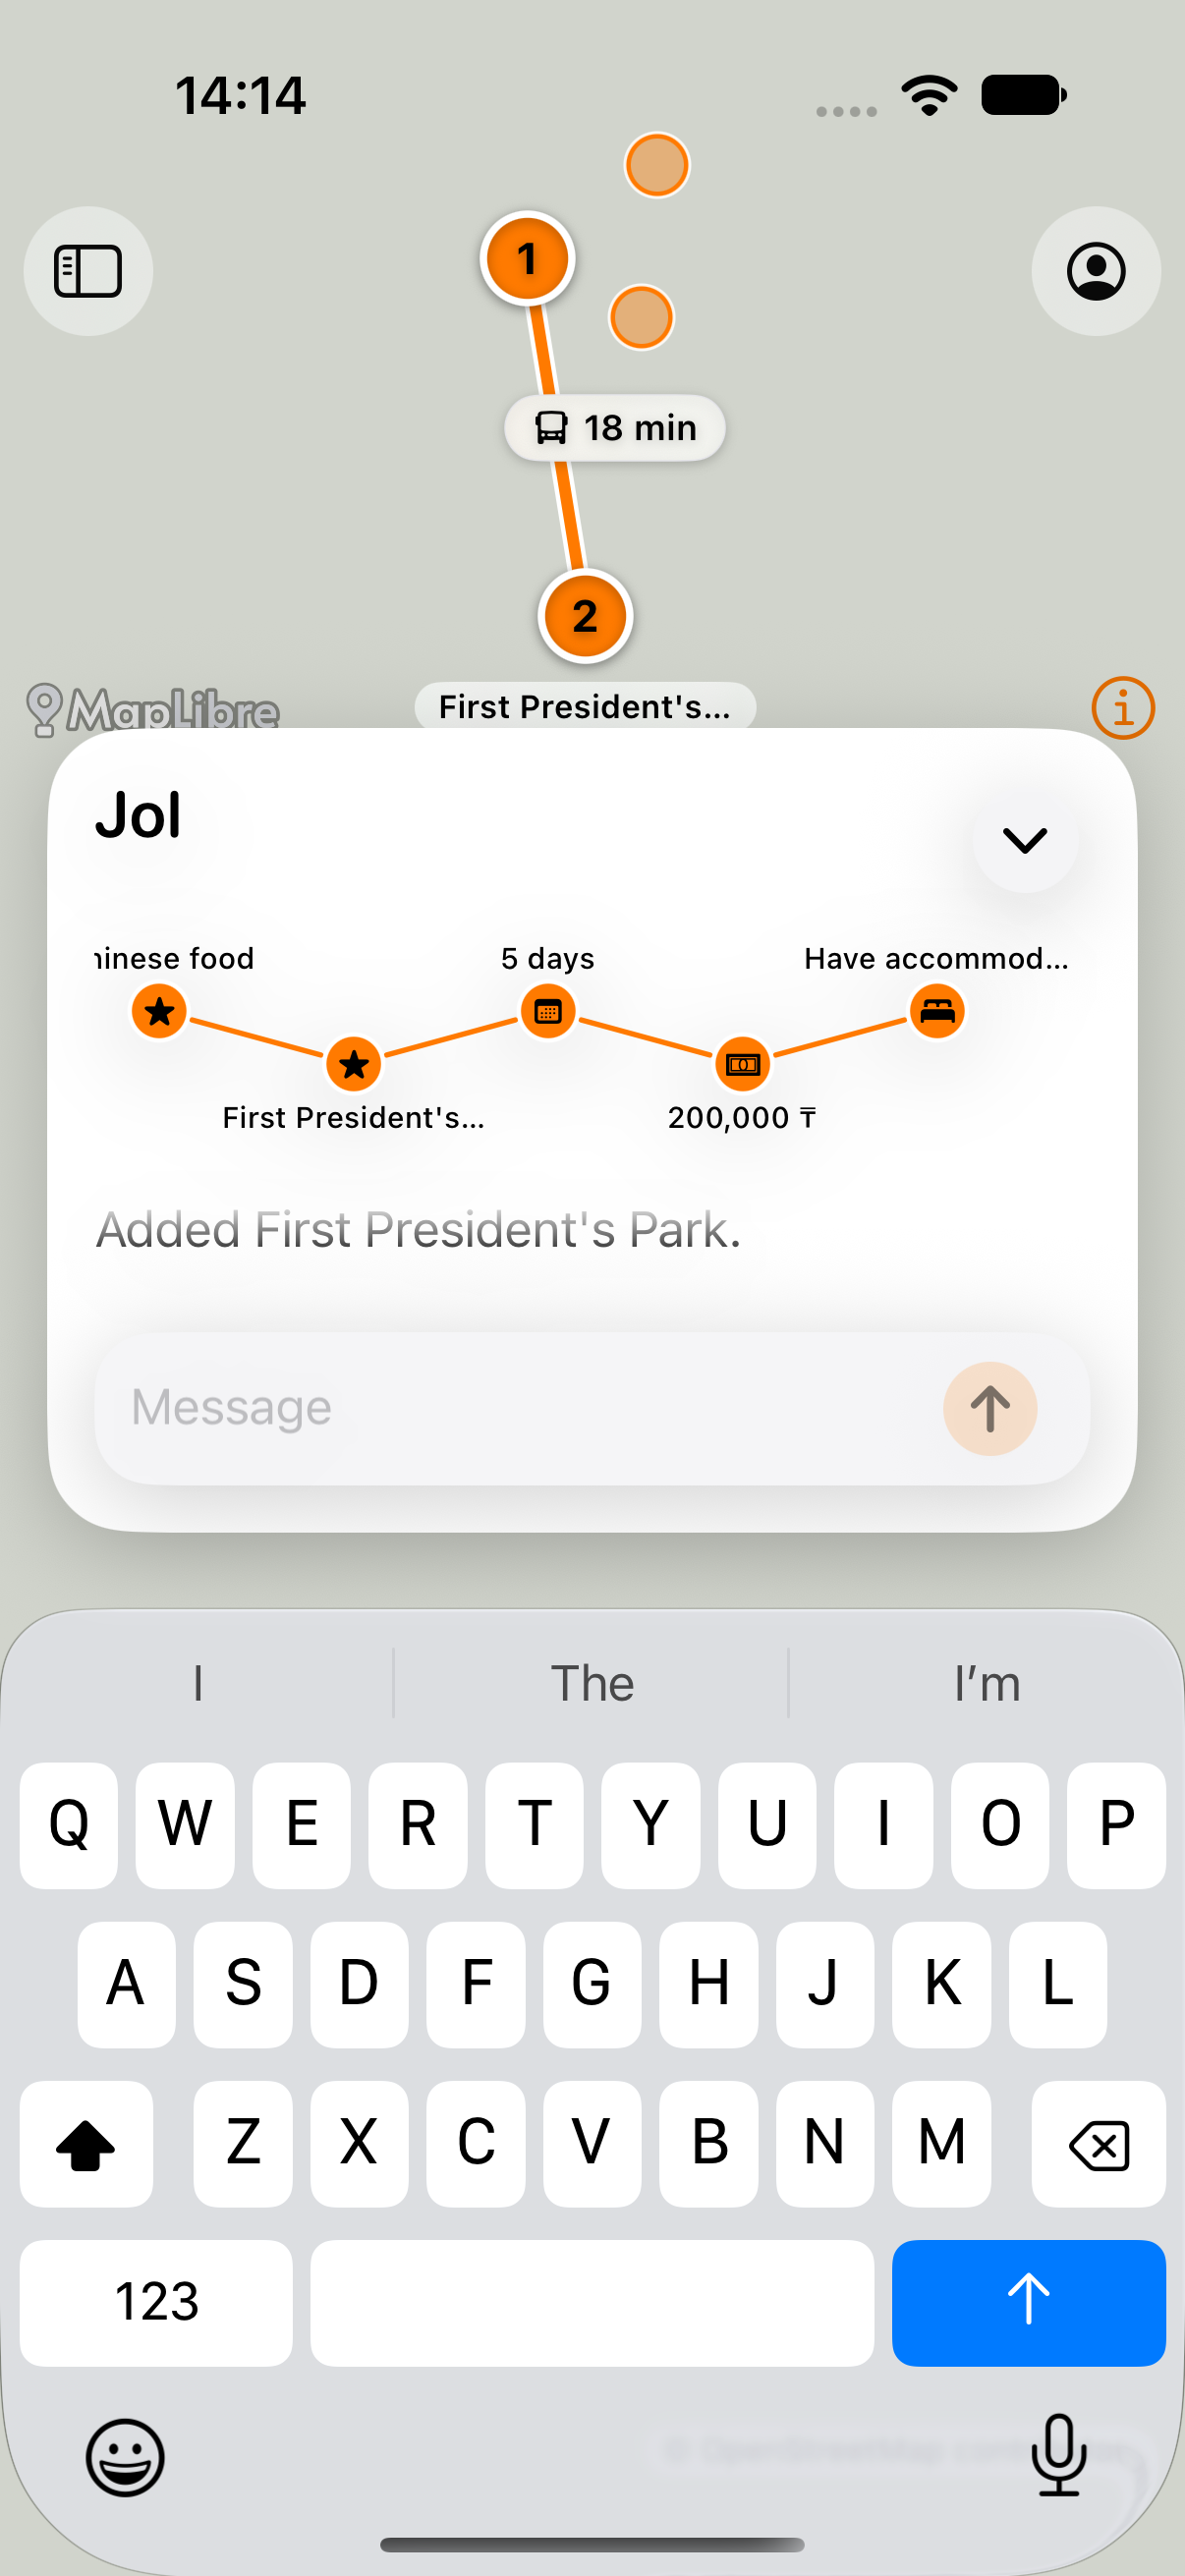 14:14
1
18 min
2
First President's...
MapLibre
Jol
hinese food
5 days
Have accommod...
First President's...
200,000 ₸
Added First President's Park.
Message
I
The
I’m
Q W E R T Y U I O P
A S D F G H J K L
Z X C V B N M
123